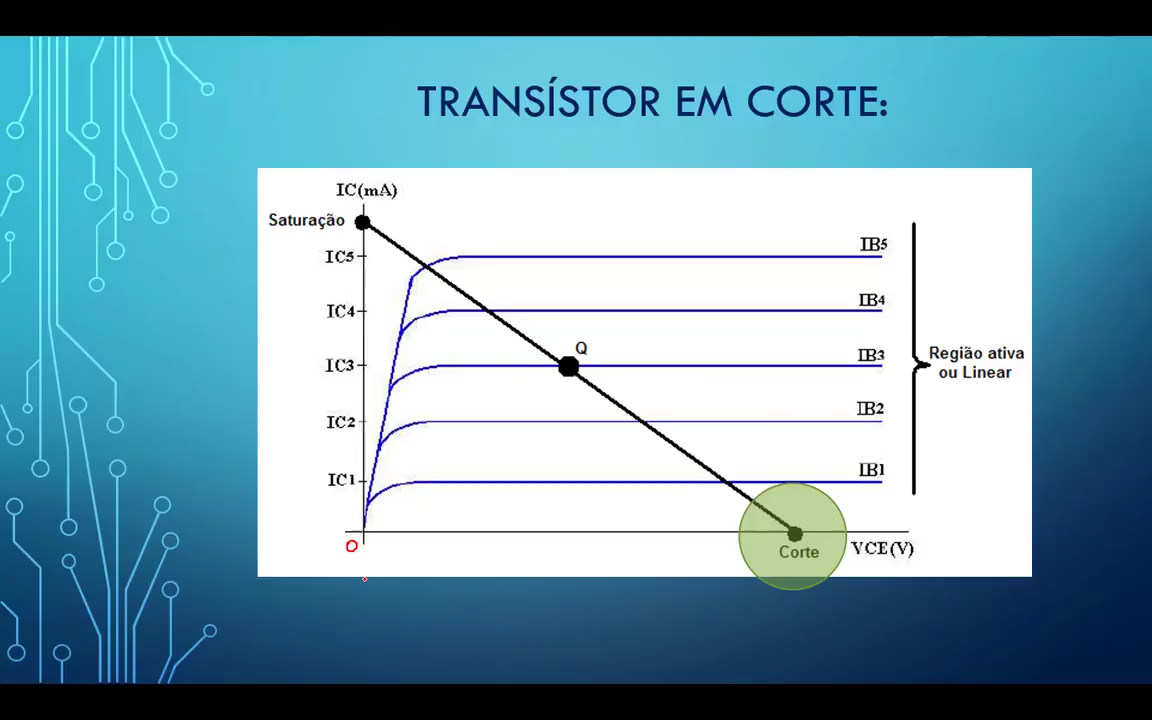 TRANSÍSTOR EM CORTE:
IC(mA)
Saturação
IC5
IB5
IC4
IB4
Q
IC3
IB3
Região ativa
ou Linear
IC2
IB2
IC1
IB1
O
Corte
VCE(V)